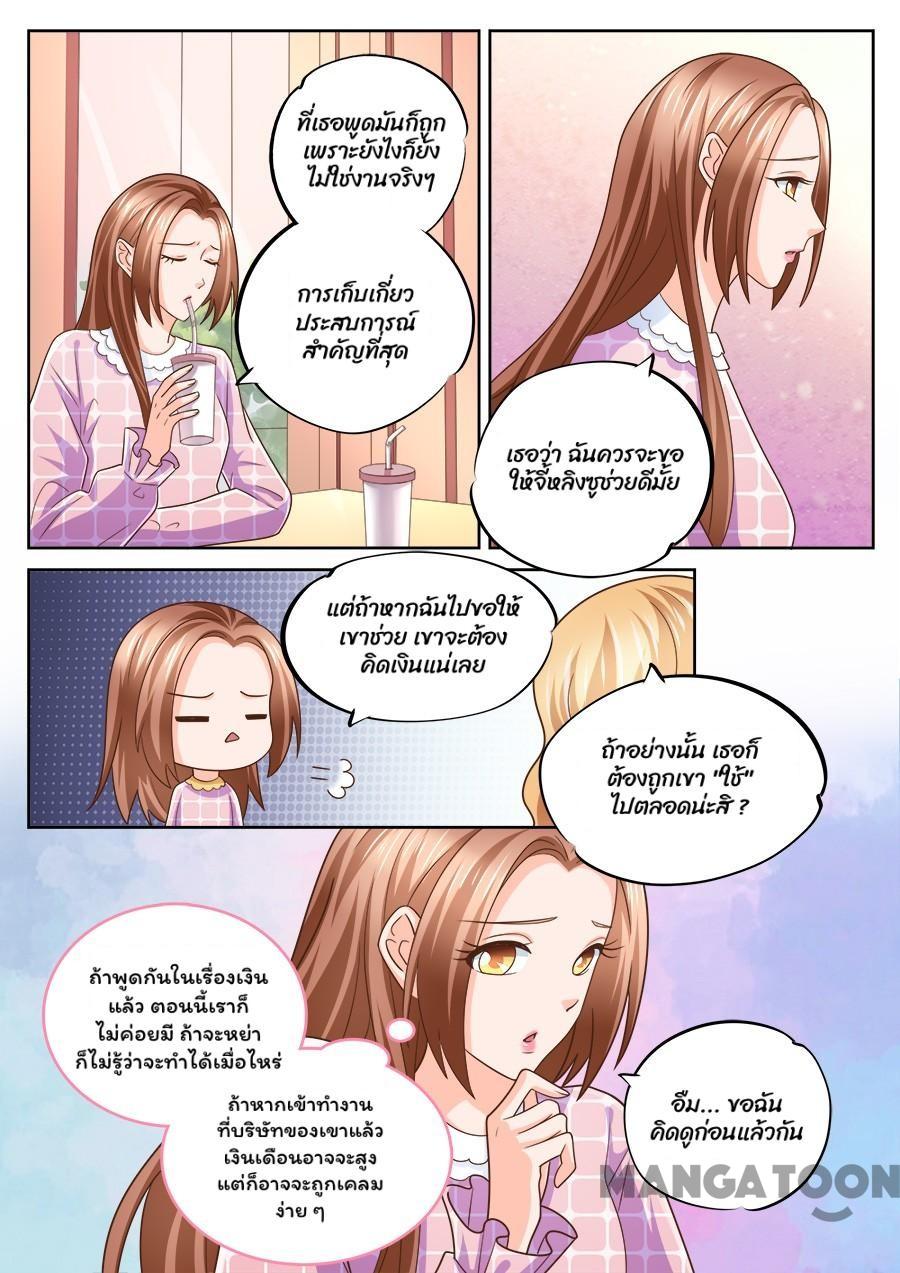 ที่เธอพูดมันก็ถูก
เพราะยังไงก็ยัง
ไม่ใช่งานจริงๆ
การเก็บเกี่ยว
ประสบการณ์
สำคัญที่สุด
เธอว่า ฉันควรจะขอ
ให้จี้หลิงซูช่วยดีมั้ย
แต่ถ้าหากฉันไปขอให้
เขาช่วย เขาจะต้อง
คิดเงินแน่เลย
ถ้าอย่างนั้น เธอก็
ต้องถูกเขา "ใช้"
ไปตลอดน่ะสิ ?
ถ้าพูดกันในเรื่องเงิน
แล้ว ตอนนี้เราก็
ไม่ค่อยมี ถ้าจะหย่า
ก็ไม่รู้ว่าจะทำได้เมื่อไหร่
ถ้าหากเข้าทำงาน
ที่บริษัทของเขาแล้ว
เงินเดือนอาจจะสูง
แต่ก็อาจจะถูกเคลม
ง่าย ๆ
อืม... ขอฉัน
คิดดูก่อนแล้วกัน
MANGA TOON